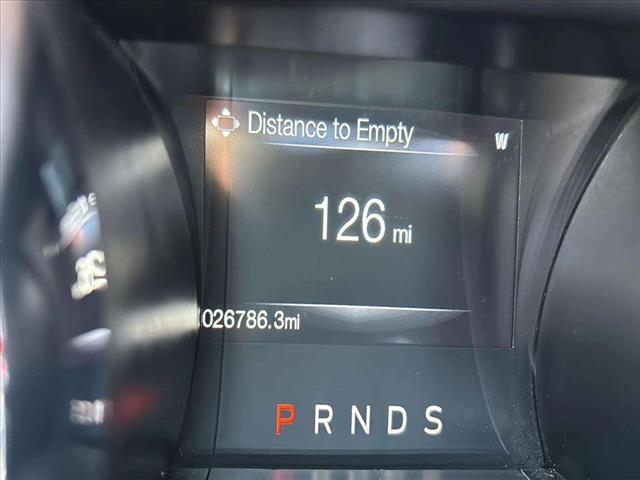 Distance to Empty
W
126 mi
026786.3mi
P R N D S